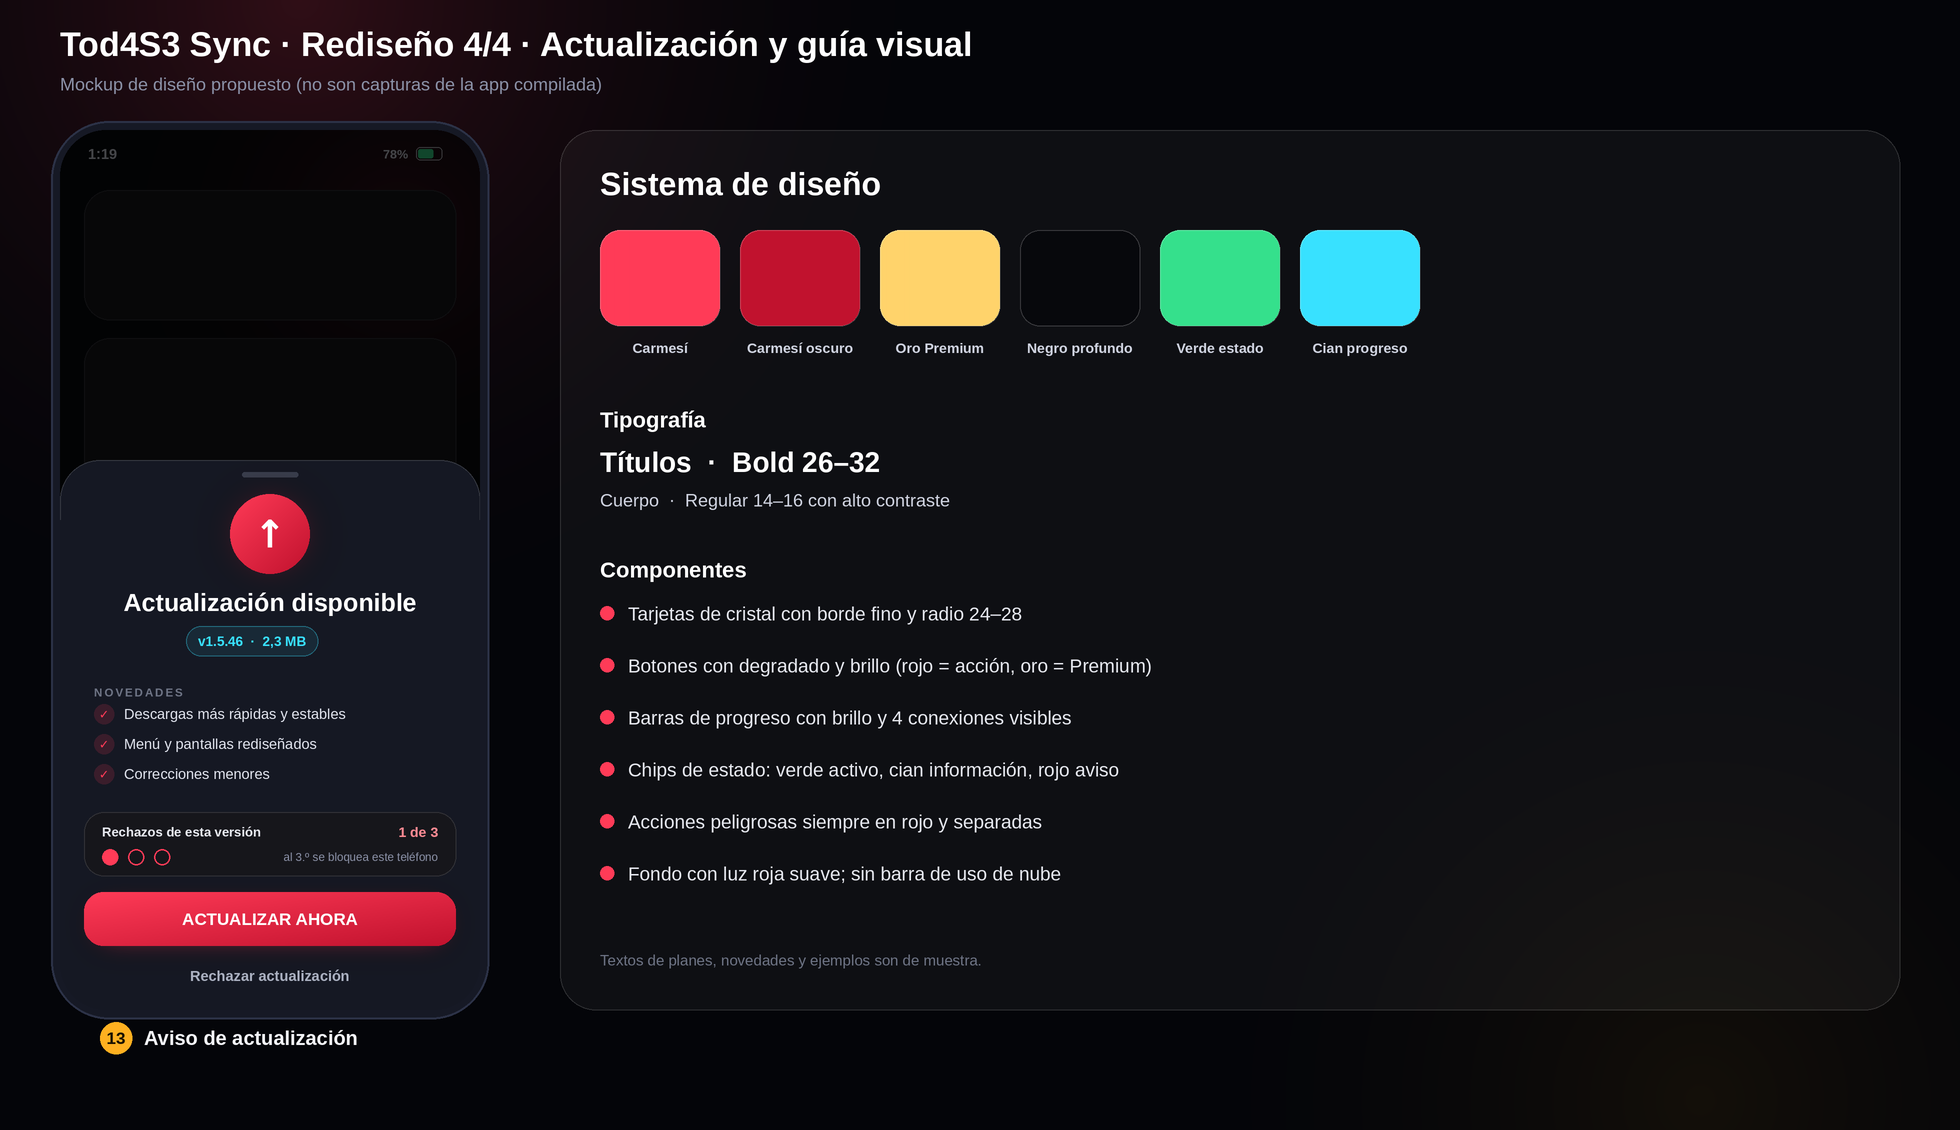 Tod4S3 Sync · Rediseño 4/4 · Actualización y guía visual
Mockup de diseño propuesto (no son capturas de la app compilada)
1:19
78%
Actualización disponible
v1.5.46 · 2,3 MB
NOVEDADES
✓ Descargas más rápidas y estables
✓ Menú y pantallas rediseñados
✓ Correcciones menores
Rechazos de esta versión
1 de 3
al 3.º se bloquea este teléfono
ACTUALIZAR AHORA
Rechazar actualización
13 Aviso de actualización
Sistema de diseño
Carmesí
Carmesí oscuro
Oro Premium
Negro profundo
Verde estado
Cian progreso
Tipografía
Títulos · Bold 26–32
Cuerpo · Regular 14–16 con alto contraste
Componentes
Tarjetas de cristal con borde fino y radio 24–28
Botones con degradado y brillo (rojo = acción, oro = Premium)
Barras de progreso con brillo y 4 conexiones visibles
Chips de estado: verde activo, cian información, rojo aviso
Acciones peligrosas siempre en rojo y separadas
Fondo con luz roja suave; sin barra de uso de nube
Textos de planes, novedades y ejemplos son de muestra.